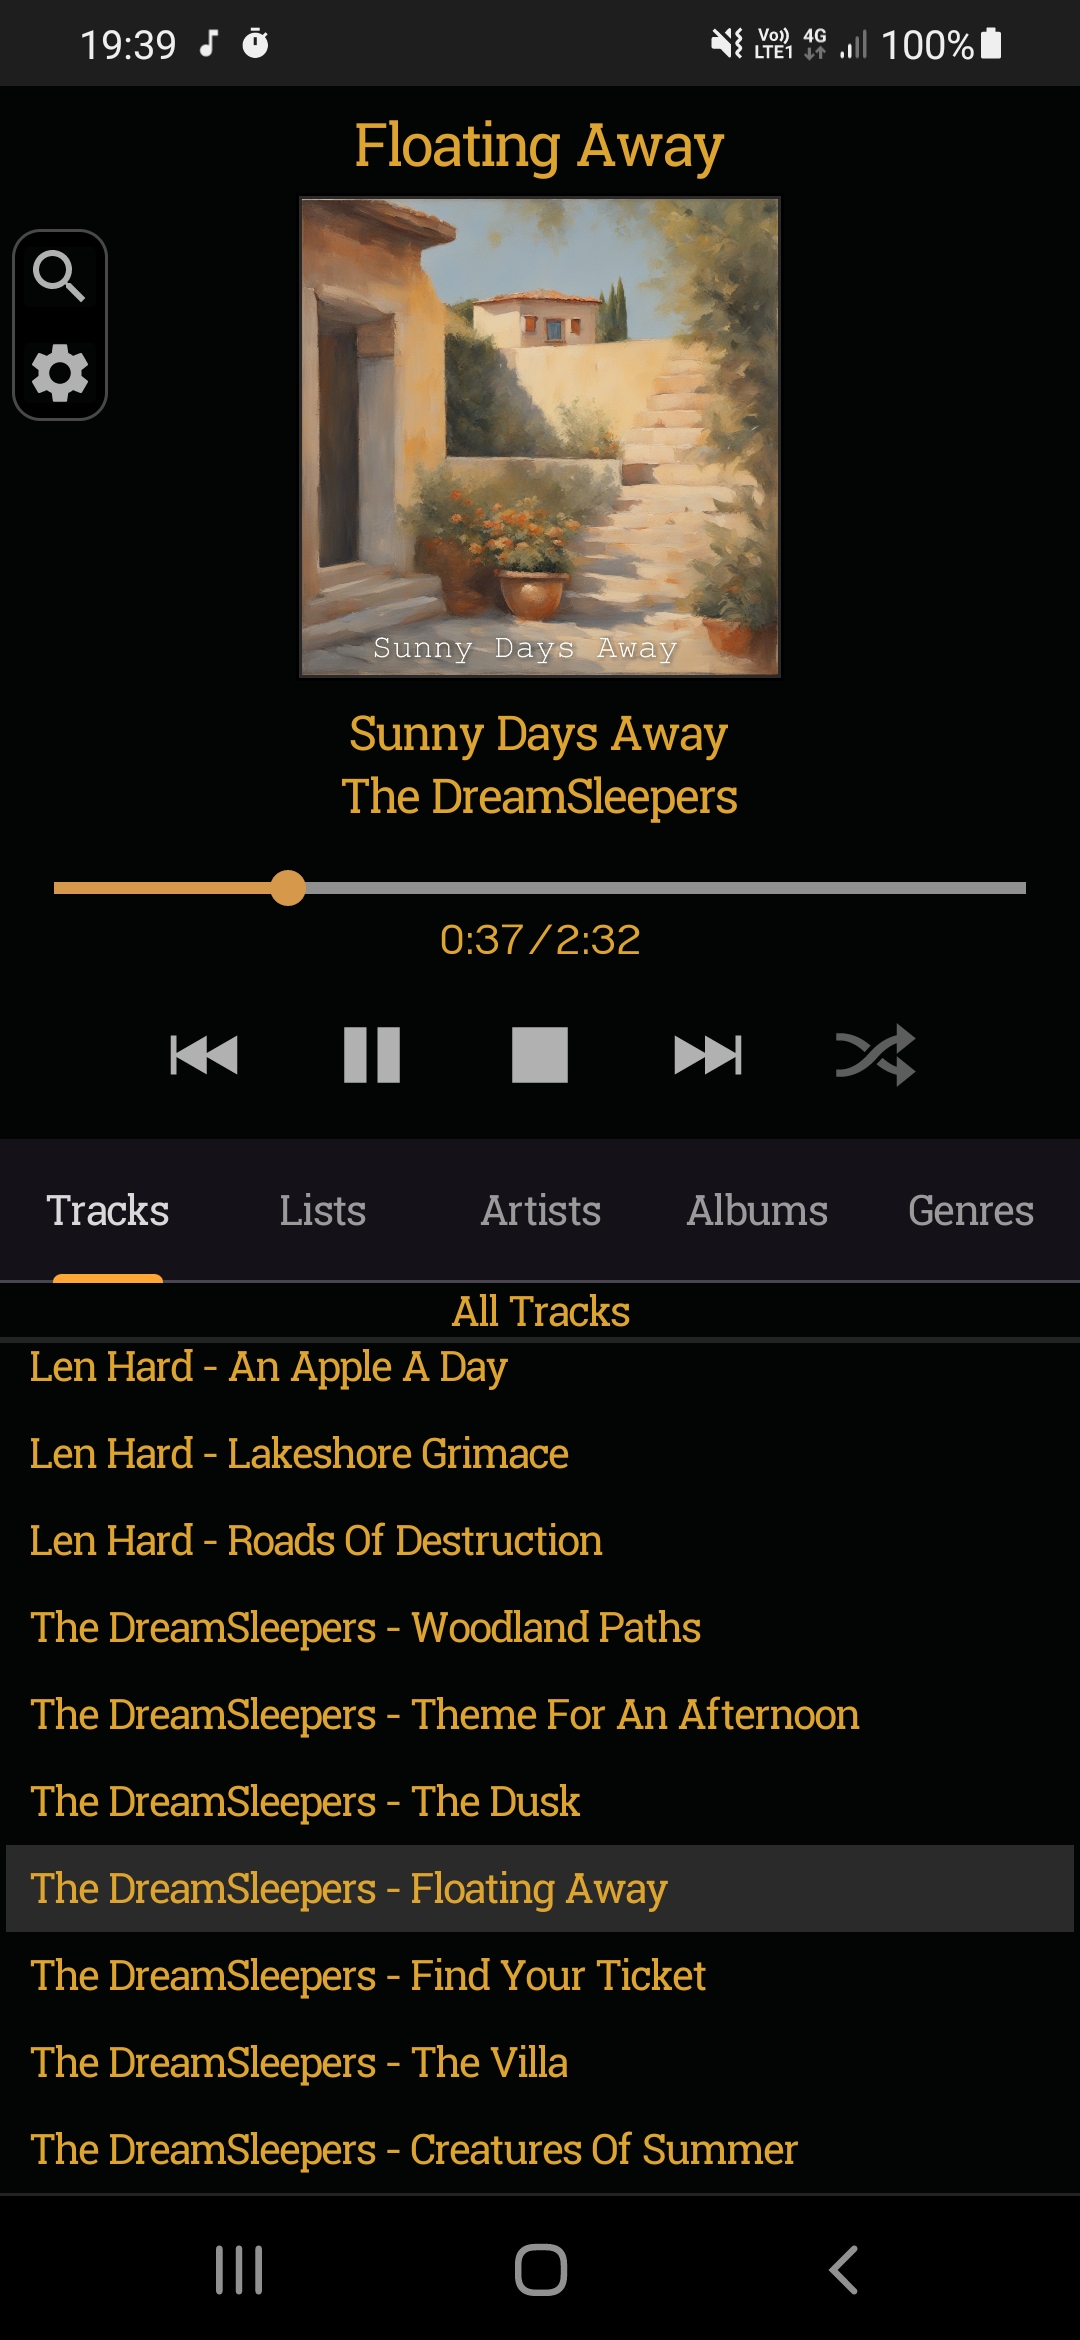 19:39 Vo)) LTE1 4G 100%
Floating Away
Sunny Days Away
Sunny Days Away
The DreamSleepers
0:37/2:32
Tracks Lists Artists Albums Genres
All Tracks
Len Hard - An Apple A Day
Len Hard - Lakeshore Grimace
Len Hard - Roads Of Destruction
The DreamSleepers - Woodland Paths
The DreamSleepers - Theme For An Afternoon
The DreamSleepers - The Dusk
The DreamSleepers - Floating Away
The DreamSleepers - Find Your Ticket
The DreamSleepers - The Villa
The DreamSleepers - Creatures Of Summer